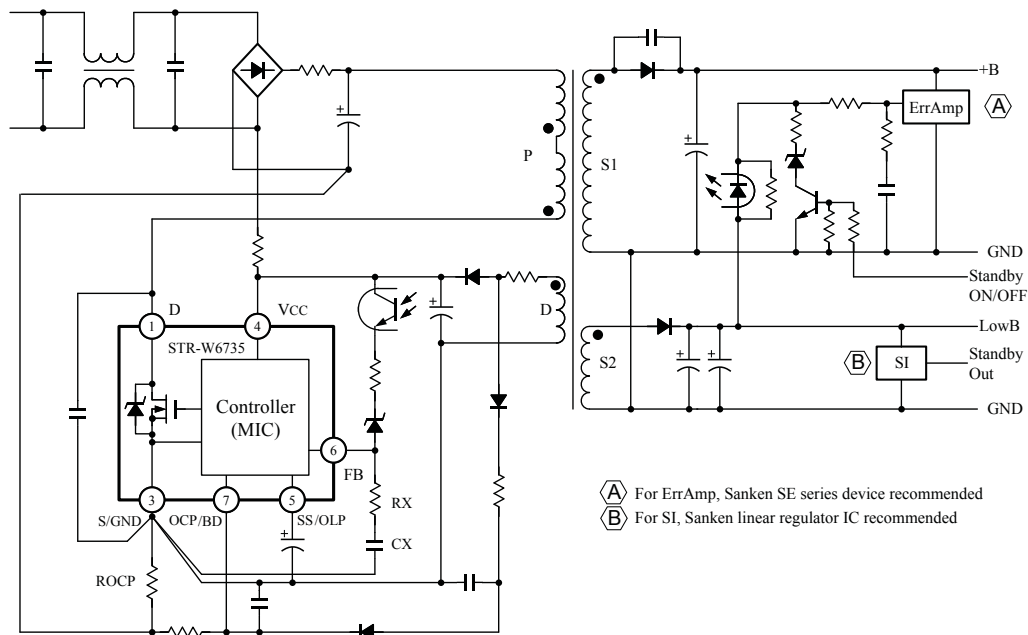 +B
ErrAmp
A
P
S1
GND
Standby
ON/OFF
D
D
VCC
1
4
STR-W6735
LowB
S2
B
SI
Standby
Out
Controller
(MIC)
GND
6
FB
3
7
5
S/GND
OCP/BD
SS/OLP
RX
CX
ROCP
A For ErrAmp, Sanken SE series device recommended
B For SI, Sanken linear regulator IC recommended
+
+
+
+
+
+